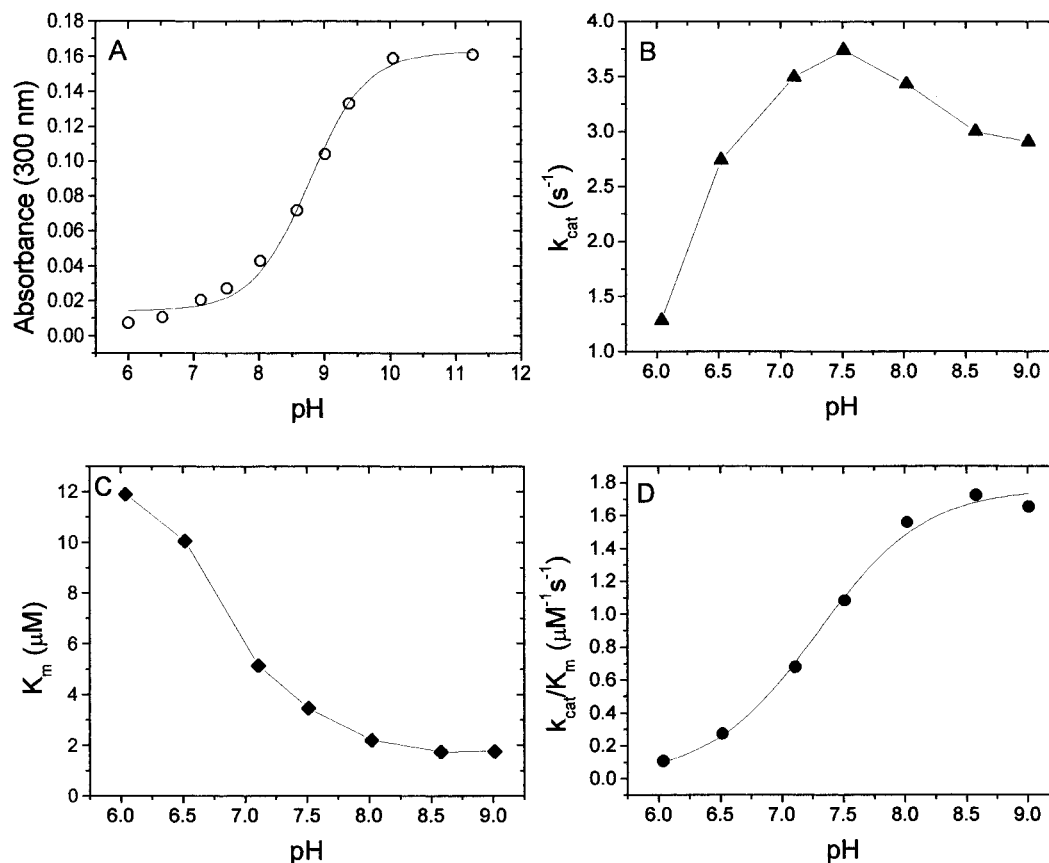 A
Absorbance (300 nm)
0.18
0.16
0.14
0.12
0.10
0.08
0.06
0.04
0.02
0.00
6 7 8 9 10 11 12
pH
B
k_cat (s⁻¹)
4.0
3.5
3.0
2.5
2.0
1.5
1.0
6.0 6.5 7.0 7.5 8.0 8.5 9.0
pH
C
K_m (μM)
12
10
8
6
4
2
0
6.0 6.5 7.0 7.5 8.0 8.5 9.0
pH
D
k_cat/K_m (μM⁻¹s⁻¹)
1.8
1.6
1.4
1.2
1.0
0.8
0.6
0.4
0.2
0.0
6.0 6.5 7.0 7.5 8.0 8.5 9.0
pH